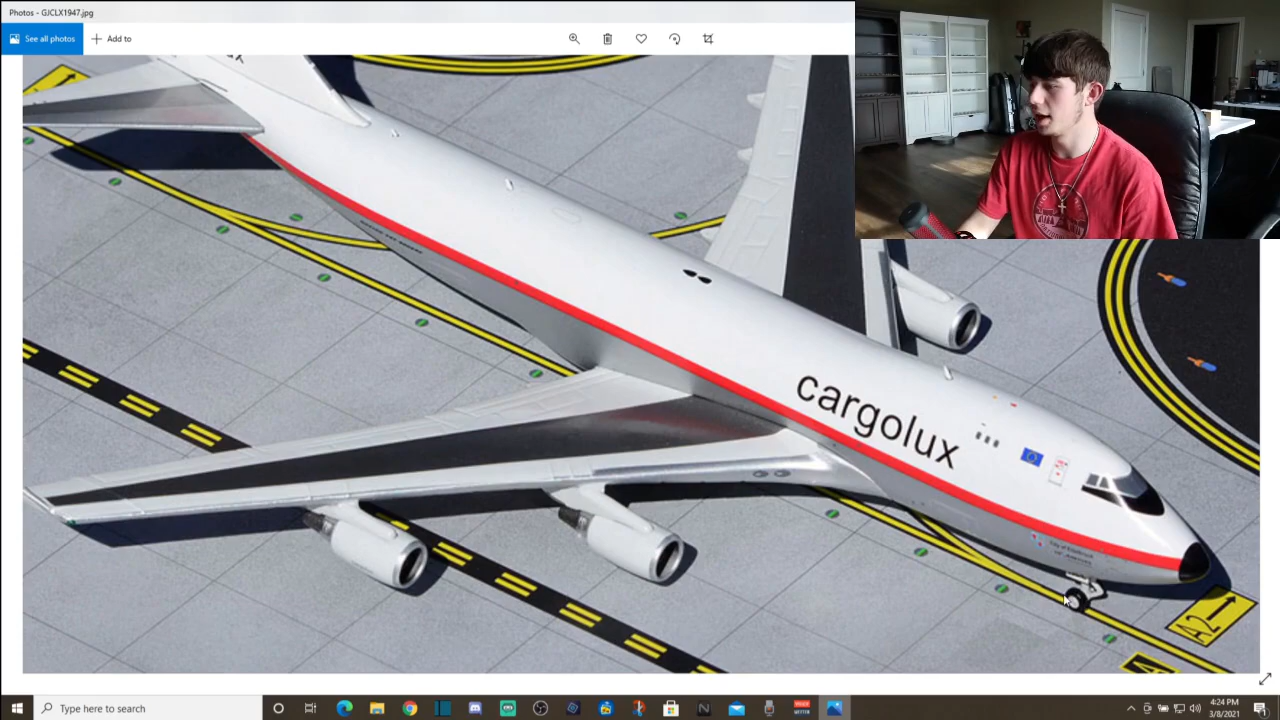 Photos - GJCLX1947.jpg
See all photos
Add to
cargolux
A2
Type here to search
4:24 PM
3/8/2021